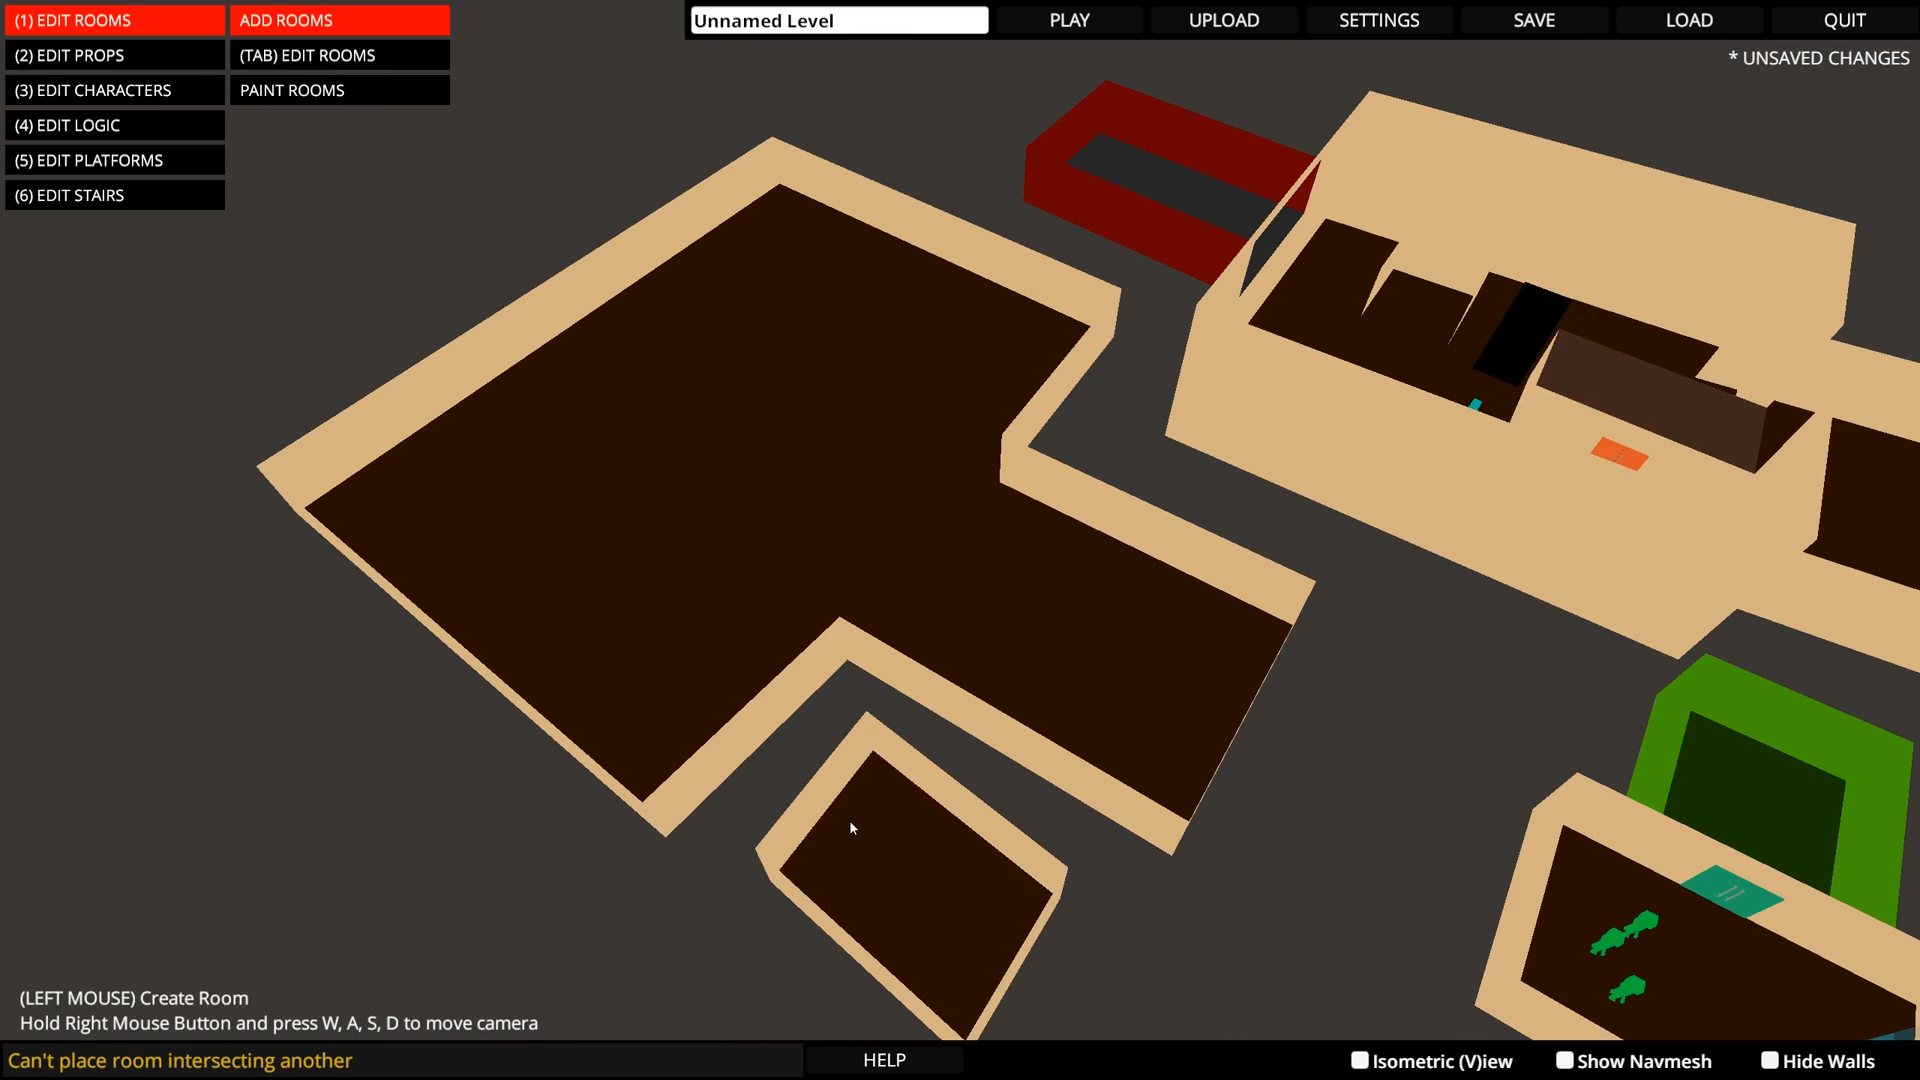 (1) EDIT ROOMS
ADD ROOMS
Unnamed Level
PLAY
UPLOAD
SETTINGS
SAVE
LOAD
QUIT
(2) EDIT PROPS
(TAB) EDIT ROOMS
* UNSAVED CHANGES
(3) EDIT CHARACTERS
PAINT ROOMS
(4) EDIT LOGIC
(5) EDIT PLATFORMS
(6) EDIT STAIRS
(LEFT MOUSE) Create Room
Hold Right Mouse Button and press W, A, S, D to move camera
Can't place room intersecting another
HELP
Isometric (V)iew
Show Navmesh
Hide Walls